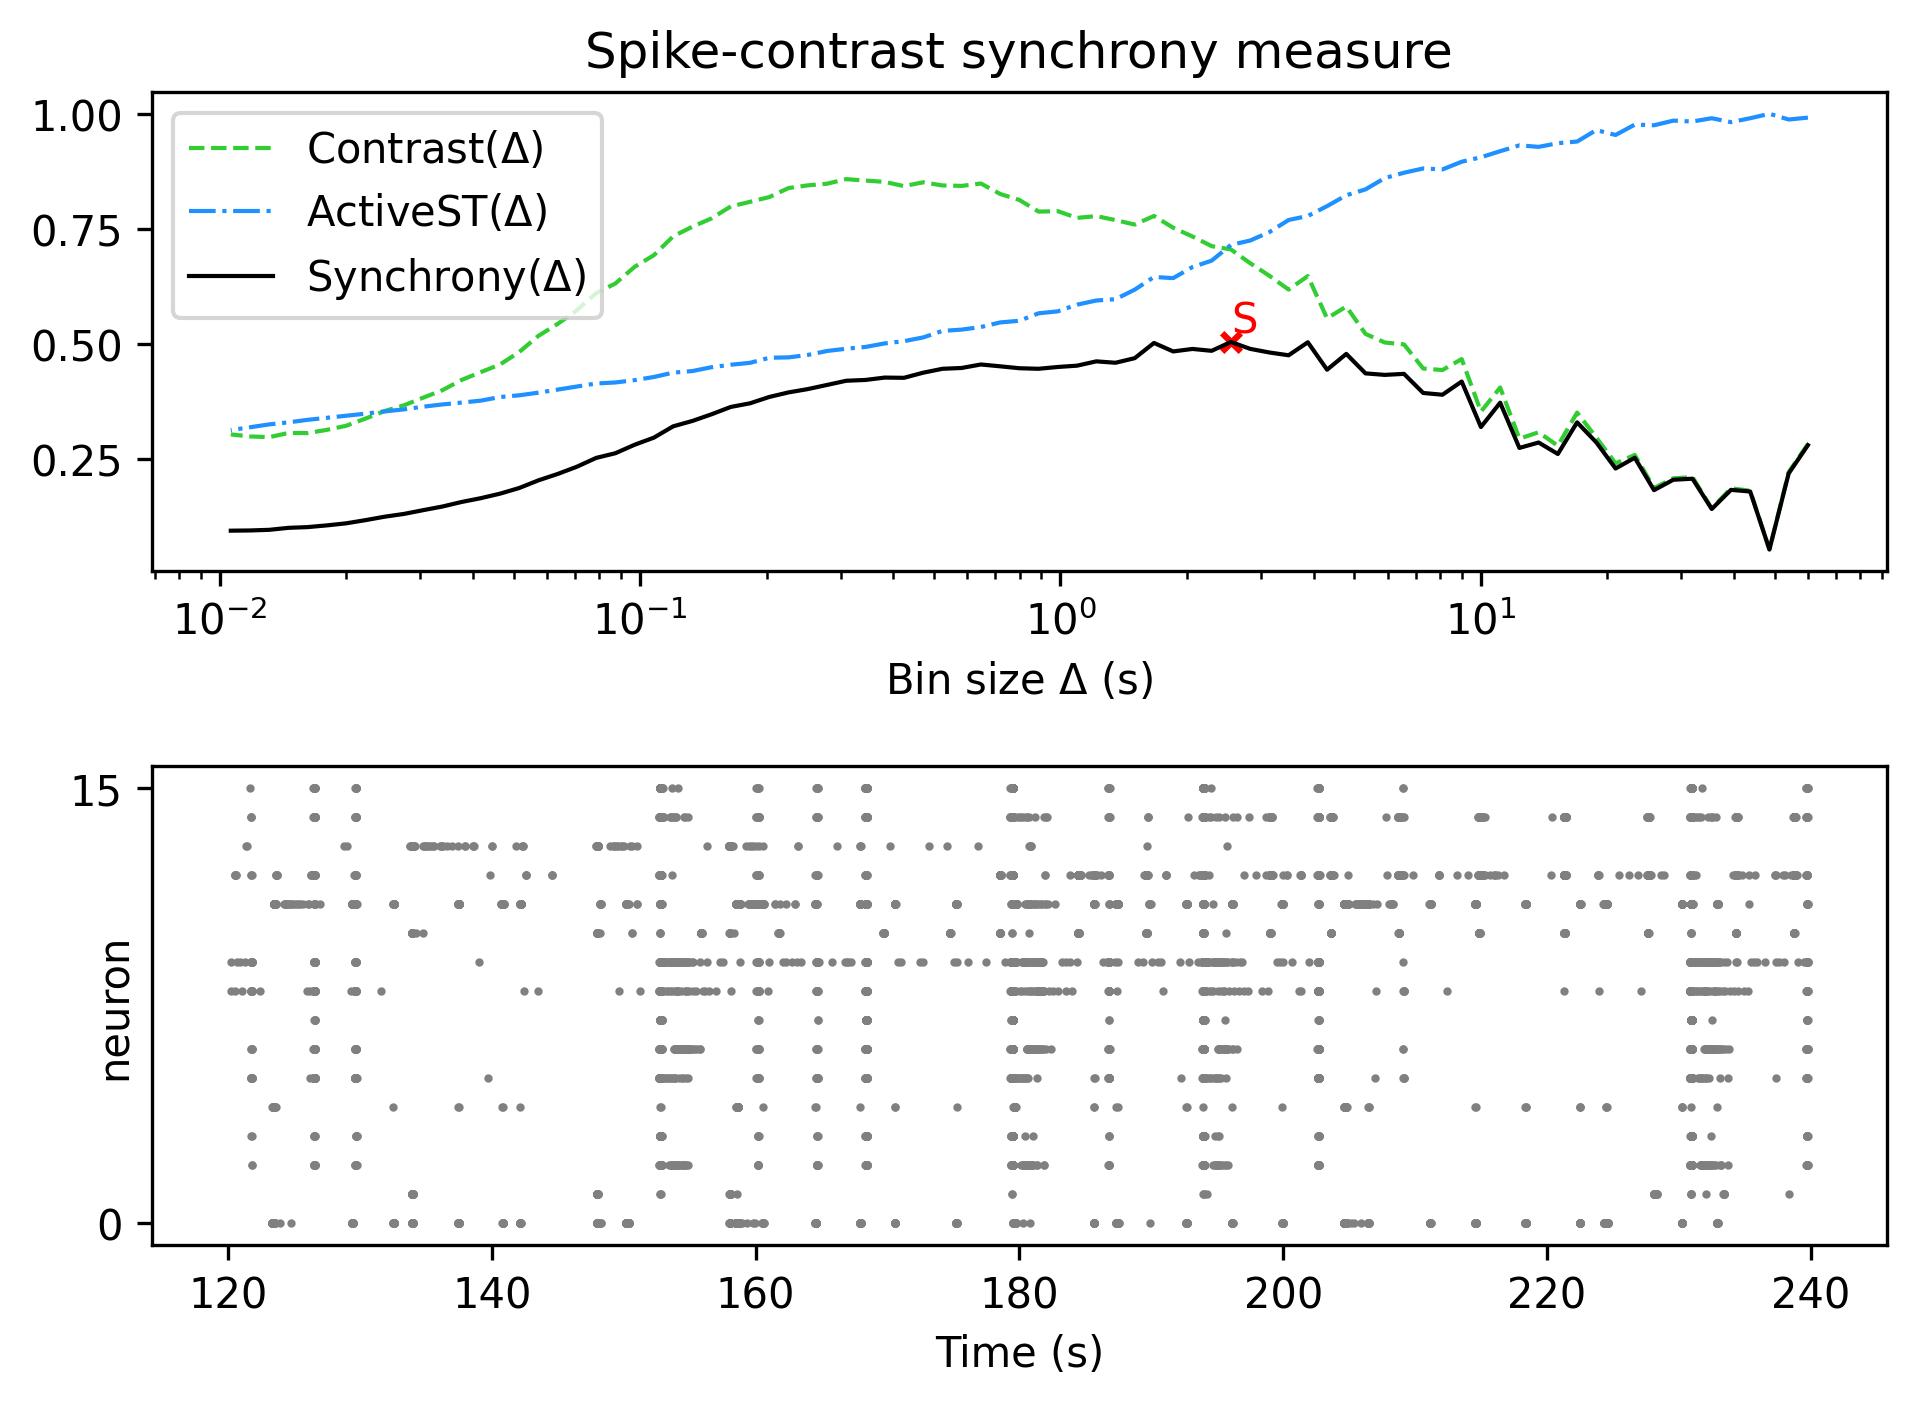 Spike-contrast synchrony measure
1.00
0.75
0.50
0.25
Contrast(Δ)
ActiveST(Δ)
Synchrony(Δ)
S
10⁻² 10⁻¹ 10⁰ 10¹
Bin size Δ (s)
15
0
neuron
120 140 160 180 200 220 240
Time (s)